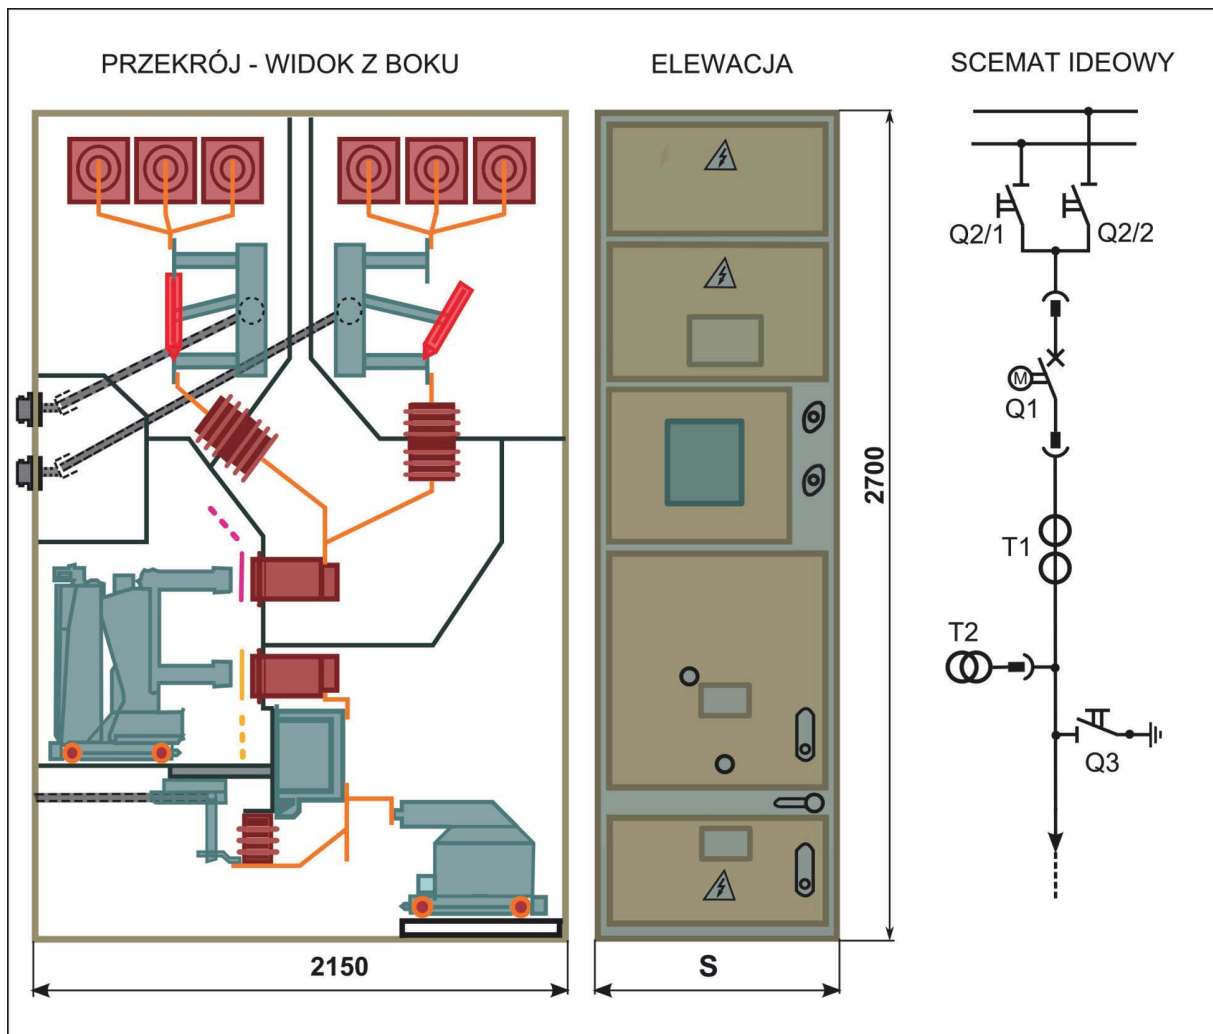 PRZEKRÓJ - WIDOK Z BOKU
ELEWACJA
SCEMAT IDEOWY
Q2/1
Q2/2
M
Q1
2700
T1
T2
Q3
2150
S